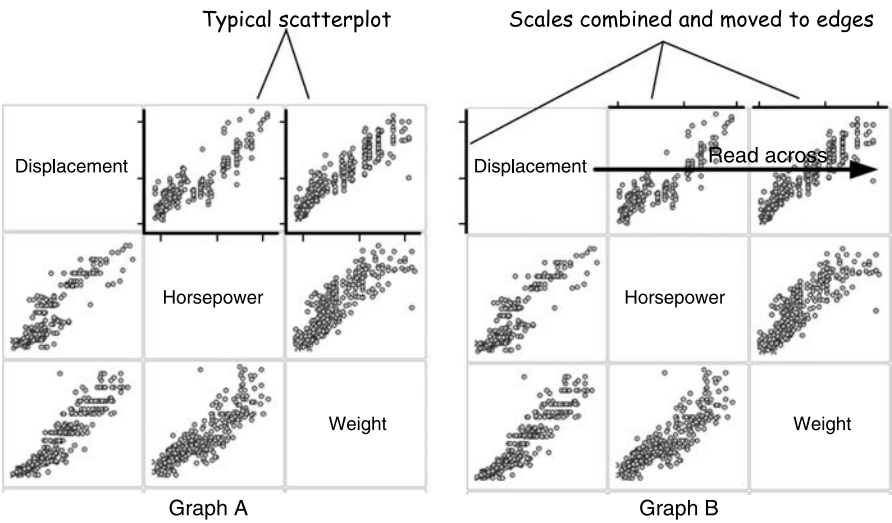 Typical scatterplot
Scales combined and moved to edges
Displacement
Horsepower
Weight
Graph A
Displacement
Read across
Horsepower
Weight
Graph B